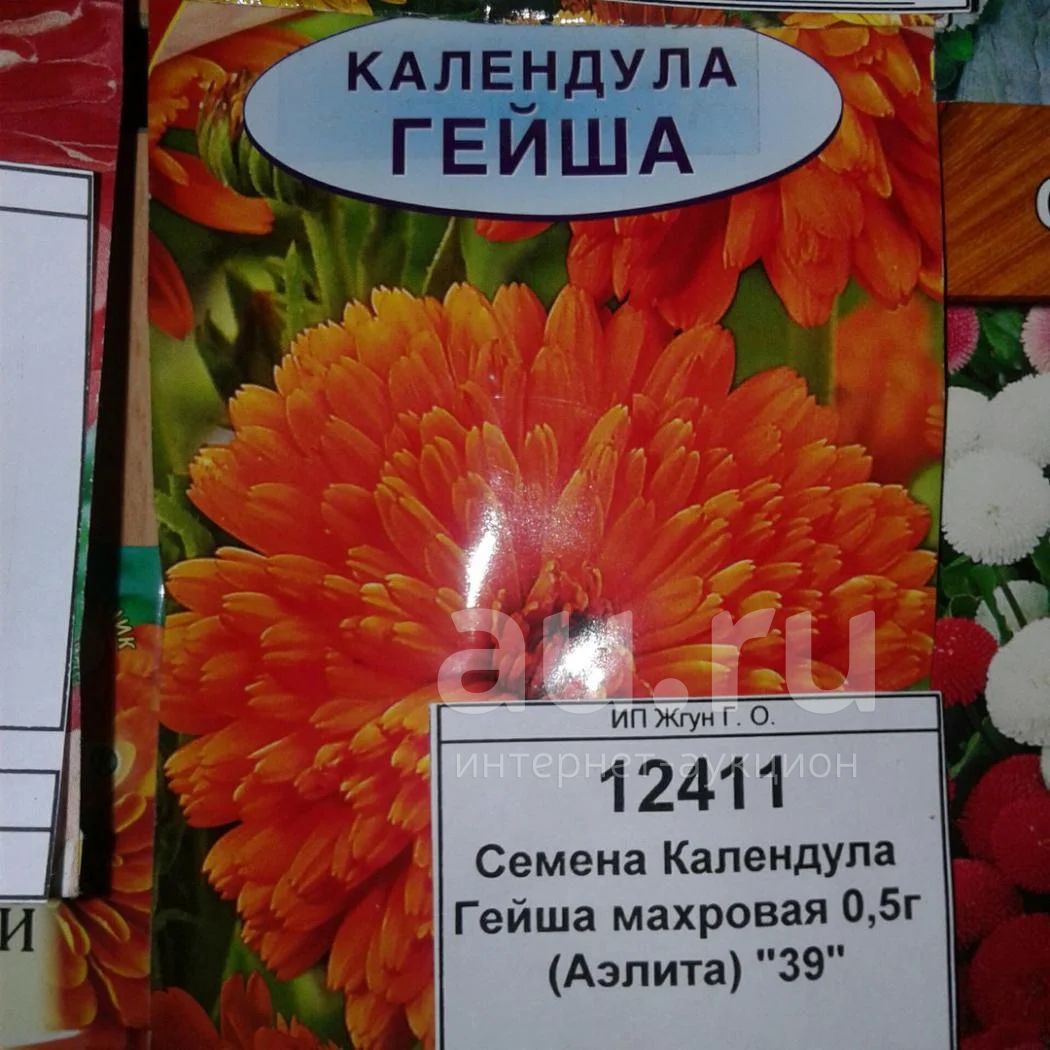 КАЛЕНДУЛА
ГЕЙША
au.ru
интернет-аукцион
ИП Жгун Г. О.
12411
Семена Календула
Гейша махровая 0,5г
(Аэлита) "39"
И